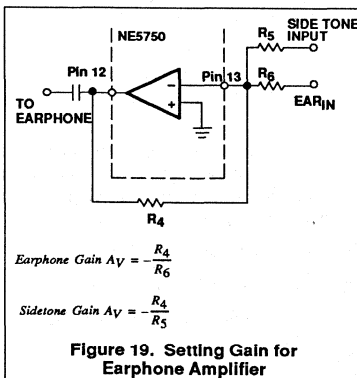 SIDE TONE
INPUT
R5
NE5750
Pin 12
Pin 13
R6
−
+
TO
EARPHONE
EARIN
R4
Earphone Gain AV = −R4/R6
Sidetone Gain AV = −R4/R5
Figure 19. Setting Gain for
Earphone Amplifier